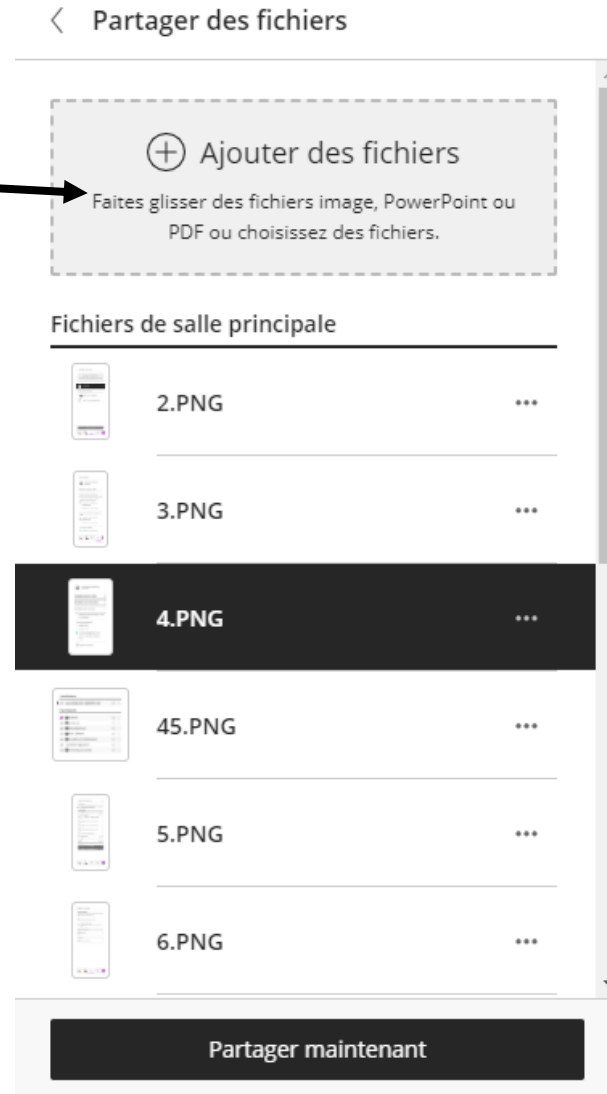 Partager des fichiers
Ajouter des fichiers
Faites glisser des fichiers image, PowerPoint ou
PDF ou choisissez des fichiers.
Fichiers de salle principale
2.PNG
3.PNG
4.PNG
45.PNG
5.PNG
6.PNG
Partager maintenant